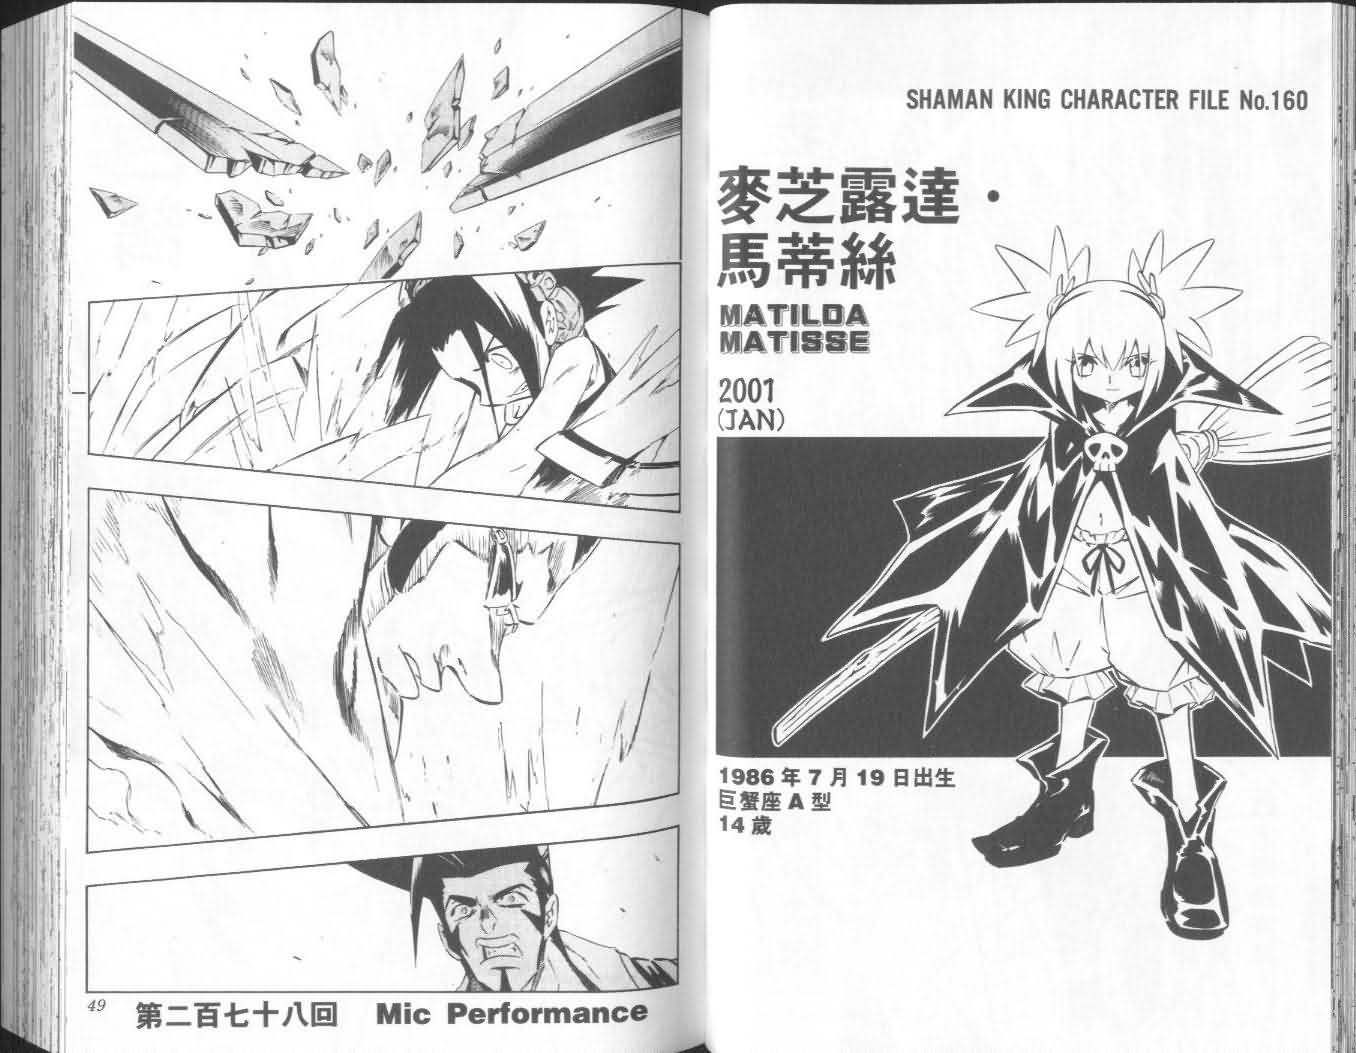 SHAMAN KING CHARACTER FILE No.160
麥芝露達・
馬蒂絲
MATILDA
MATISSE
2001
(JAN)
1986年7月19日出生
巨蟹座A型
14歲
49
第二百七十八回 Mic Performance